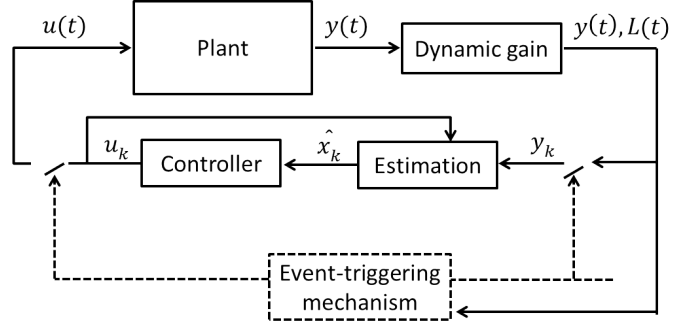 u(t)
Plant
y(t)
Dynamic gain
y(t), L(t)
u_k
Controller
x̂_k
Estimation
y_k
Event-triggering
mechanism